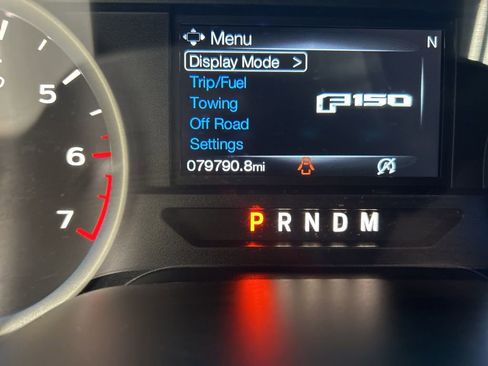 Menu
N
Display Mode >
Trip/Fuel
Towing
F150
Off Road
Settings
079790.8mi
5
6
7
P R N D M